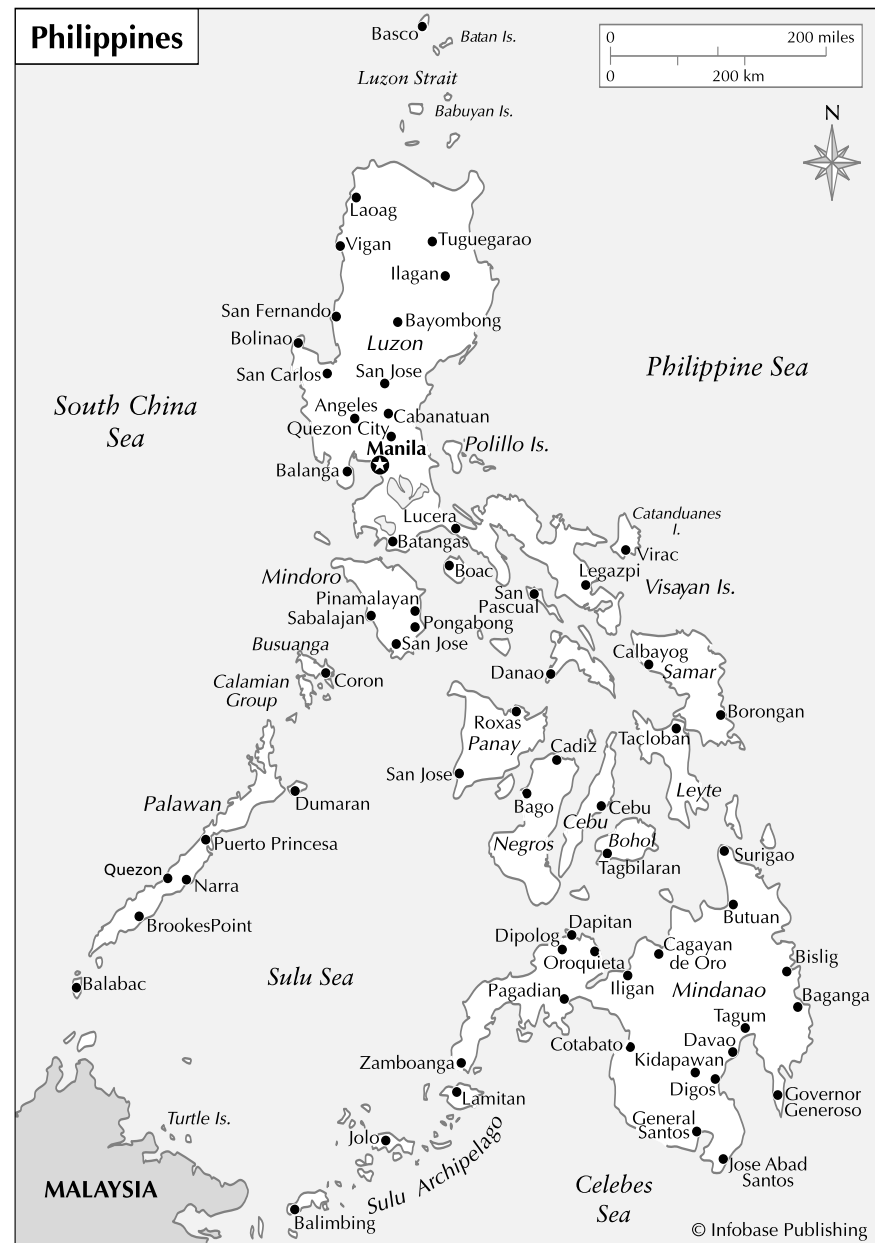 Philippines
0 200 miles
0 200 km
N
Basco
Batan Is.
Luzon Strait
Babuyan Is.
Laoag
Vigan
Tuguegarao
Ilagan
San Fernando
Bayombong
Bolinao
Luzon
San Carlos
San Jose
Philippine Sea
South China
Sea
Angeles
Cabanatuan
Quezon City
Manila
Polillo Is.
Balanga
Lucera
Catanduanes
I.
Batangas
Virac
Boac
Legazpi
Mindoro
Visayan Is.
San
Pascual
Pinamalayan
Sabalajan
Pongabong
San Jose
Busuanga
Calbayog
Samar
Calamian
Group
Coron
Danao
Borongan
Roxas
Panay
Tacloban
Cadiz
San Jose
Leyte
Palawan
Dumaran
Bago
Cebu
Cebu
Puerto Princesa
Negros
Bohol
Surigao
Tagbilaran
Quezon
Narra
BrookesPoint
Butuan
Dapitan
Dipolog
Oroquieta
Cagayan
de Oro
Bislig
Sulu Sea
Iligan
Balabac
Pagadian
Mindanao
Baganga
Tagum
Davao
Cotabato
Kidapawan
Zamboanga
Digos
Lamitan
Governor
Generoso
Turtle Is.
General
Santos
Jolo
Sulu Archipelago
Jose Abad
Santos
MALAYSIA
Celebes
Sea
Balimbing
© Infobase Publishing